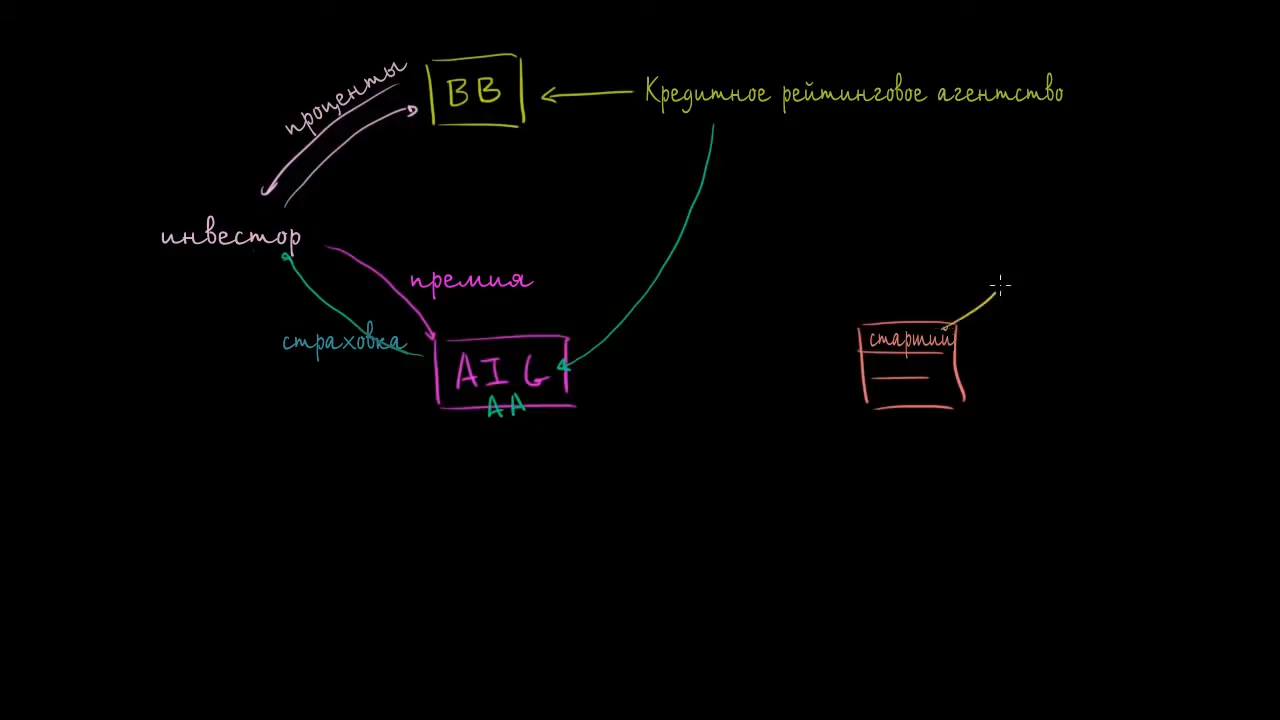 проценты
BB
Кредитное рейтинговое агентство
инвестор
премия
страховка
AIG
AA
старший